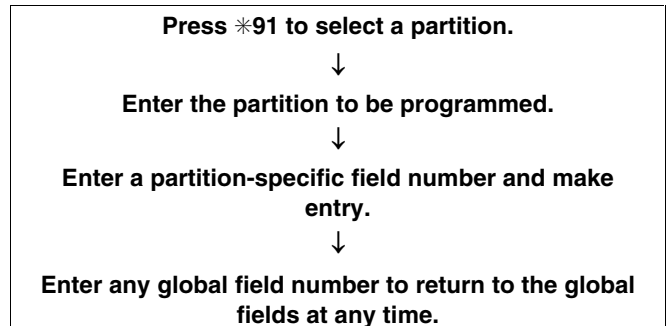 Press ✳91 to select a partition.
↓
Enter the partition to be programmed.
↓
Enter a partition-specific field number and make
entry.
↓
Enter any global field number to return to the global
fields at any time.